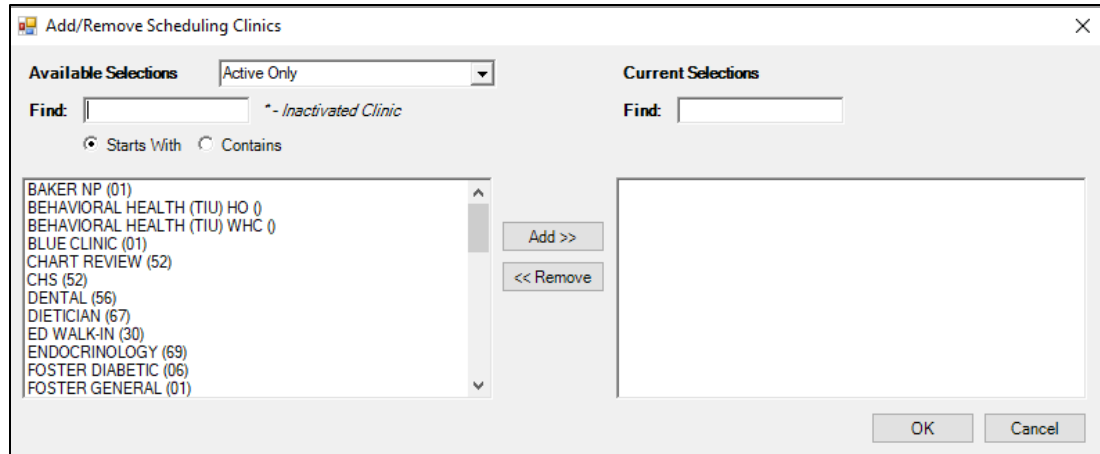 Add/Remove Scheduling Clinics
Available Selections Active Only
Find: * - Inactivated Clinic
Starts With Contains
BAKER NP (01)
BEHAVIORAL HEALTH (TIU) HO ()
BEHAVIORAL HEALTH (TIU) WHC ()
BLUE CLINIC (01)
CHART REVIEW (52)
CHS (52)
DENTAL (56)
DIETICIAN (67)
ED WALK-IN (30)
ENDOCRINOLOGY (69)
FOSTER DIABETIC (06)
FOSTER GENERAL (01)
Add >>
<< Remove
Current Selections
Find:
OK Cancel